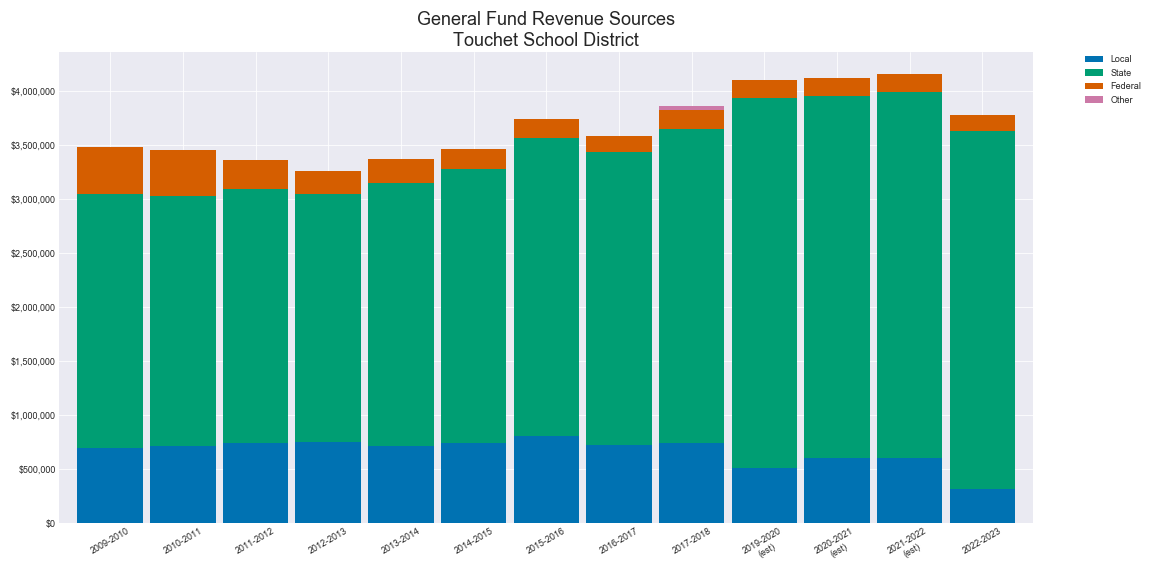 General Fund Revenue Sources
Touchet School District
Local
State
Federal
Other
$4,000,000
$3,500,000
$3,000,000
$2,500,000
$2,000,000
$1,500,000
$1,000,000
$500,000
$0
2009-2010
2010-2011
2011-2012
2012-2013
2013-2014
2014-2015
2015-2016
2016-2017
2017-2018
2019-2020
(est)
2020-2021
(est)
2021-2022
(est)
2022-2023